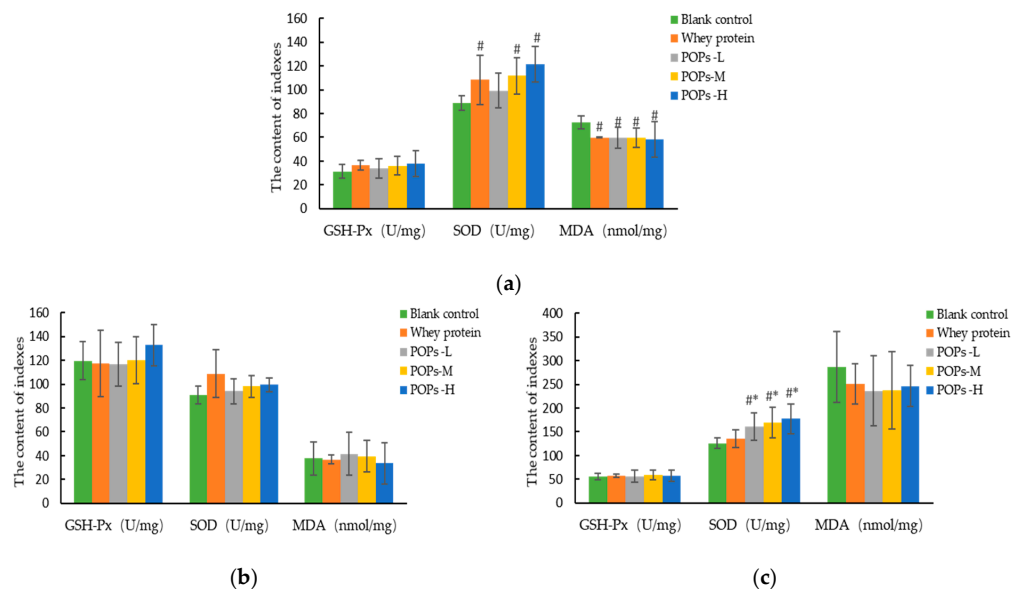 The content of indexes
160
140
120
100
80
60
40
20
0
# # #
# # # #
GSH-Px (U/mg) SOD (U/mg) MDA (nmol/mg)
Blank control
Whey protein
POPs -L
POPs-M
POPs -H
(a)
The content of indexes
160
140
120
100
80
60
40
20
0
GSH-Px (U/mg) SOD (U/mg) MDA (nmol/mg)
Blank control
Whey protein
POPs -L
POPs-M
POPs -H
(b)
The content of indexes
400
350
300
250
200
150
100
50
0
#* #* #*
GSH-Px (U/mg) SOD (U/mg) MDA (nmol/mg)
Blank control
Whey protein
POPs -L
POPs-M
POPs -H
(c)